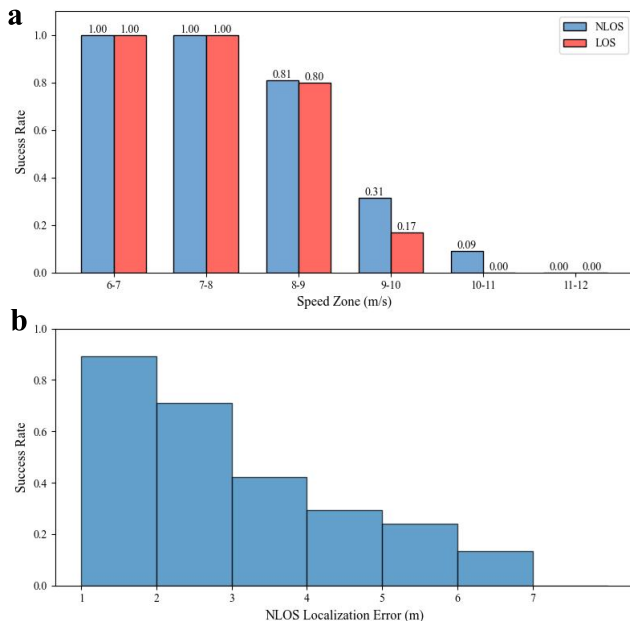 a
1.0
0.8
0.6
0.4
0.2
0.0
Sucess Rate
1.00 1.00 1.00 1.00 0.81 0.80 0.31 0.17 0.09 0.00 0.00 0.00
NLOS
LOS
6-7 7-8 8-9 9-10 10-11 11-12
Speed Zone (m/s)
b
1.0
0.8
0.6
0.4
0.2
0.0
Success Rate
1 2 3 4 5 6 7
NLOS Localization Error (m)